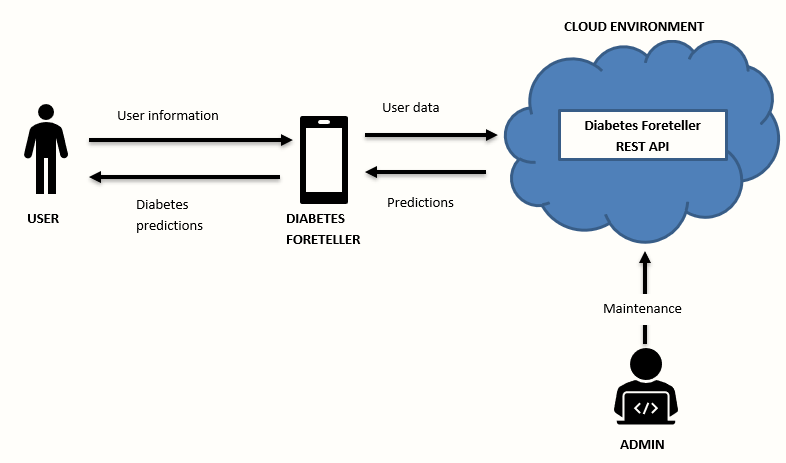 CLOUD ENVIRONMENT
User information
User data
Diabetes Foreteller
REST API
Diabetes
predictions
Predictions
USER
DIABETES
FORETELLER
Maintenance
</>
ADMIN